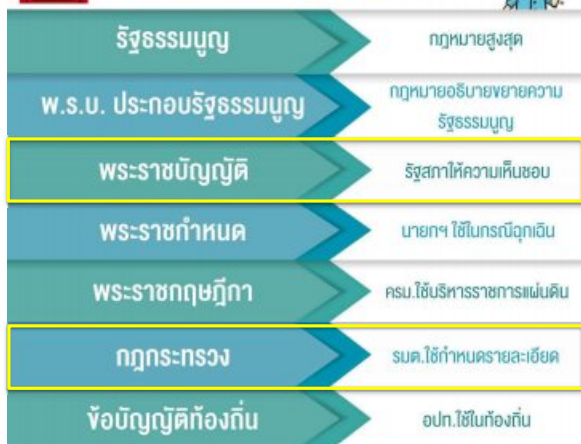 รัฐธรรมนูญ
กฎหมายสูงสุด
พ.ร.บ. ประกอบรัฐธรรมนูญ
กฎหมายอธิบายขยายความ
รัฐธรรมนูญ
พระราชบัญญัติ
รัฐสภาให้ความเห็นชอบ
พระราชกำหนด
นายกฯ ใช้ในกรณีฉุกเฉิน
พระราชกฤษฎีกา
ครม.ใช้บริหารราชการแผ่นดิน
กฎกระทรวง
รมต.ใช้กำหนดรายละเอียด
ข้อบัญญัติท้องถิ่น
อปท.ใช้ในท้องถิ่น